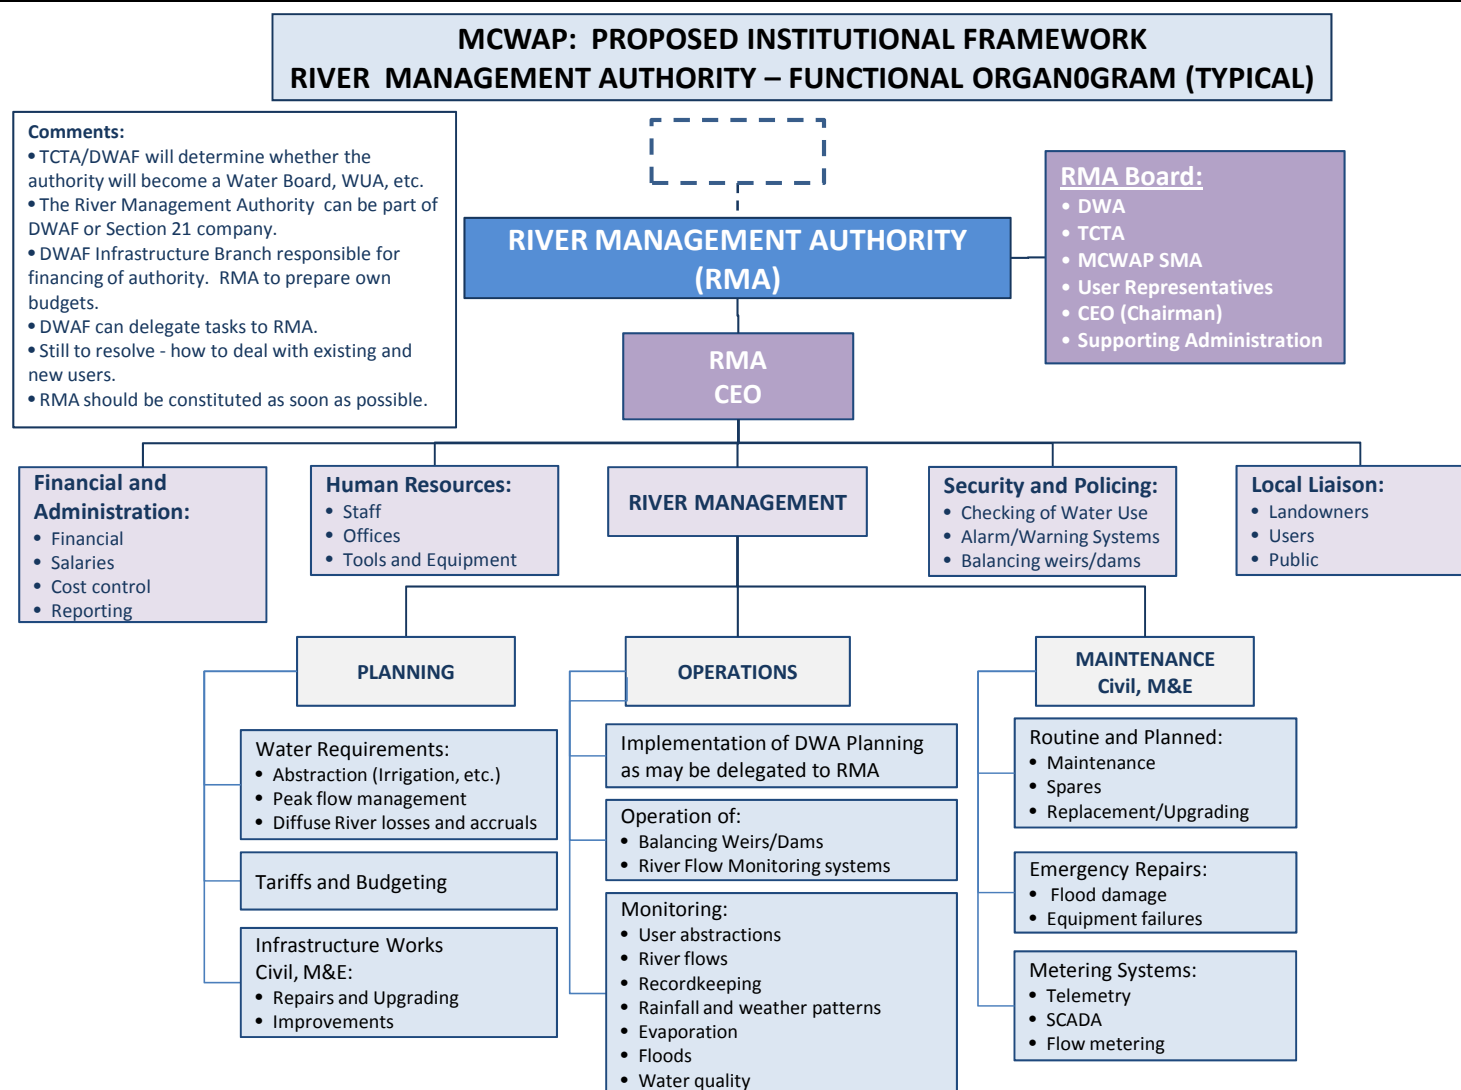 MCWAP:  PROPOSED INSTITUTIONAL FRAMEWORK
RIVER  MANAGEMENT AUTHORITY – FUNCTIONAL ORGAN0GRAM (TYPICAL)
Comments:
• TCTA/DWAF will determine whether the
authority will become a Water Board, WUA, etc.
• The River Management Authority  can be part of
DWAF or Section 21 company.
• DWAF Infrastructure Branch responsible for
financing of authority.  RMA to prepare own
budgets.
• DWAF can delegate tasks to RMA.
• Still to resolve - how to deal with existing and
new users.
• RMA should be constituted as soon as possible.
RIVER MANAGEMENT AUTHORITY
(RMA)
RMA Board:
• DWA
• TCTA
• MCWAP SMA
• User Representatives
• CEO (Chairman)
• Supporting Administration
RMA
CEO
Financial and
Administration:
• Financial
• Salaries
• Cost control
• Reporting
Human Resources:
• Staff
• Offices
• Tools and Equipment
RIVER MANAGEMENT
Security and Policing:
• Checking of Water Use
• Alarm/Warning Systems
• Balancing weirs/dams
Local Liaison:
• Landowners
• Users
• Public
PLANNING
Water Requirements:
• Abstraction (Irrigation, etc.)
• Peak flow management
• Diffuse River losses and accruals
Tariffs and Budgeting
Infrastructure Works
Civil, M&E:
• Repairs and Upgrading
• Improvements
OPERATIONS
Implementation of DWA Planning
as may be delegated to RMA
Operation of:
• Balancing Weirs/Dams
• River Flow Monitoring systems
Monitoring:
• User abstractions
• River flows
• Recordkeeping
• Rainfall and weather patterns
• Evaporation
• Floods
• Water quality
MAINTENANCE
Civil, M&E
Routine and Planned:
• Maintenance
• Spares
• Replacement/Upgrading
Emergency Repairs:
• Flood damage
• Equipment failures
Metering Systems:
• Telemetry
• SCADA
• Flow metering